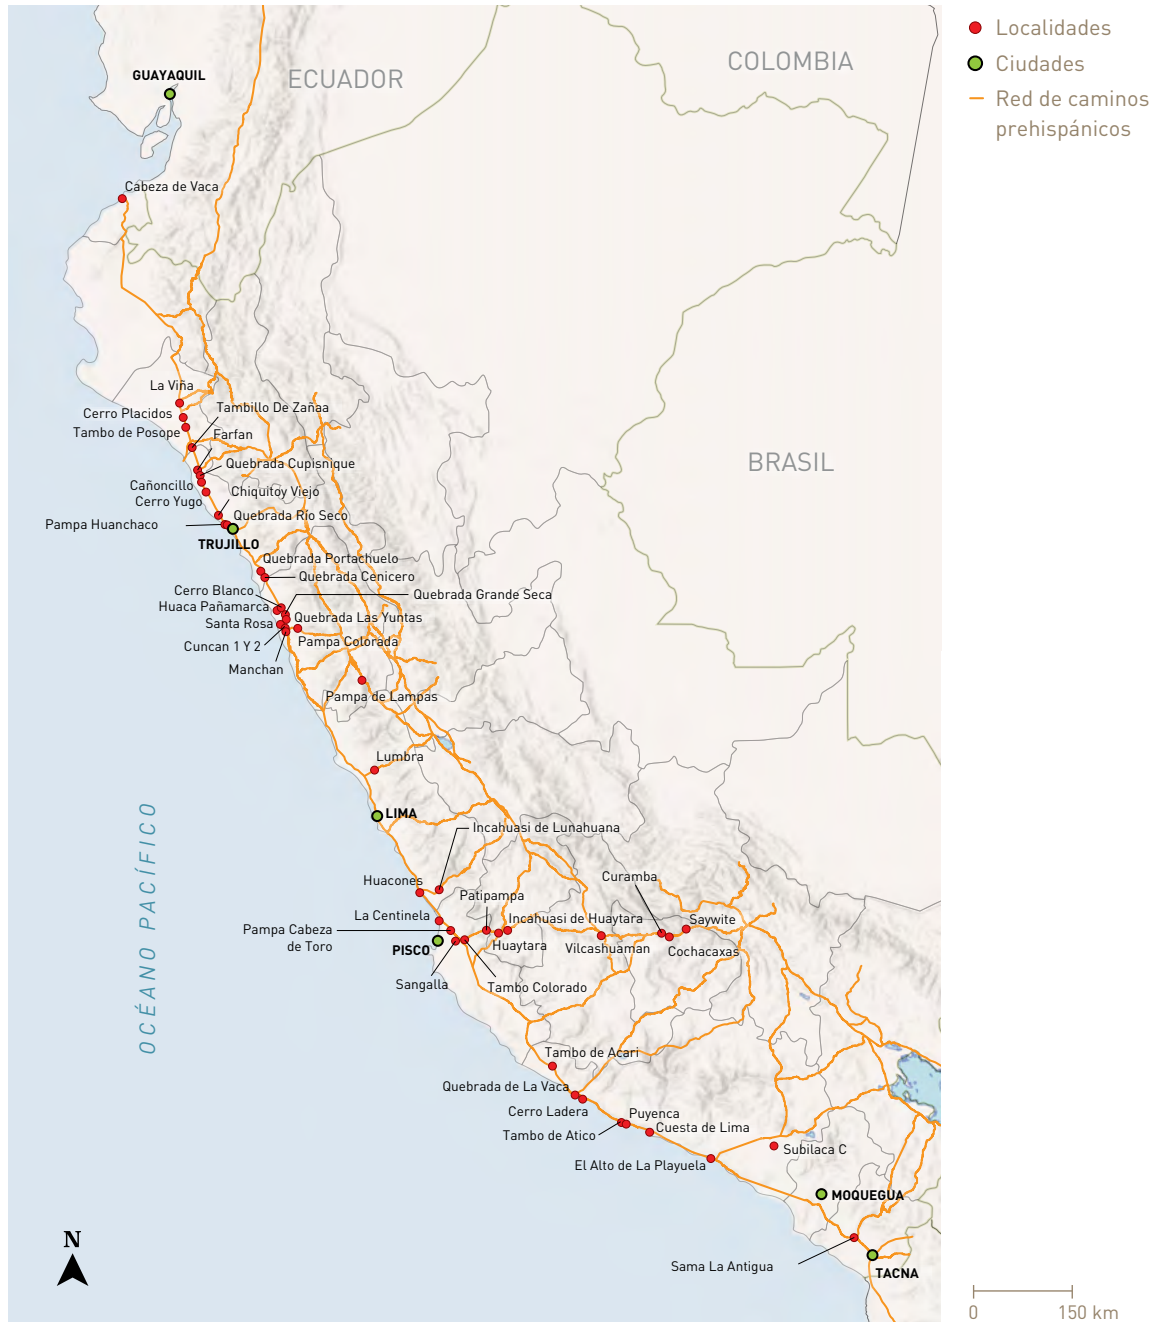 Localidades
Ciudades
Red de caminos
prehispánicos
GUAYAQUIL
ECUADOR
COLOMBIA
Cabeza de Vaca
La Viña
Cerro Placidos
Tambillo De Zañaa
Tambo de Posope
Farfan
Quebrada Cupisnique
BRASIL
Cañoncillo
Chiquitoy Viejo
Cerro Yugo
Quebrada Río Seco
Pampa Huanchaco
TRUJILLO
Quebrada Portachuelo
Quebrada Cenicero
Cerro Blanco
Quebrada Grande Seca
Huaca Pañamarca
Quebrada Las Yuntas
Santa Rosa
Cuncan 1 Y 2
Pampa Colorada
Manchan
Pampa de Lampas
Lumbra
LIMA
OCÉANO PACÍFICO
Incahuasi de Lunahuana
Huacones
Curamba
Patipampa
La Centinela
Incahuasi de Huaytara
Saywite
Pampa Cabeza
de Toro
PISCO
Huaytara
Vilcashuaman
Cochacaxas
Sangalla
Tambo Colorado
Tambo de Acari
Quebrada de La Vaca
Cerro Ladera
Puyenca
Cuesta de Lima
Tambo de Atico
Subilaca C
El Alto de La Playuela
MOQUEGUA
N
Sama La Antigua
TACNA
0 150 km